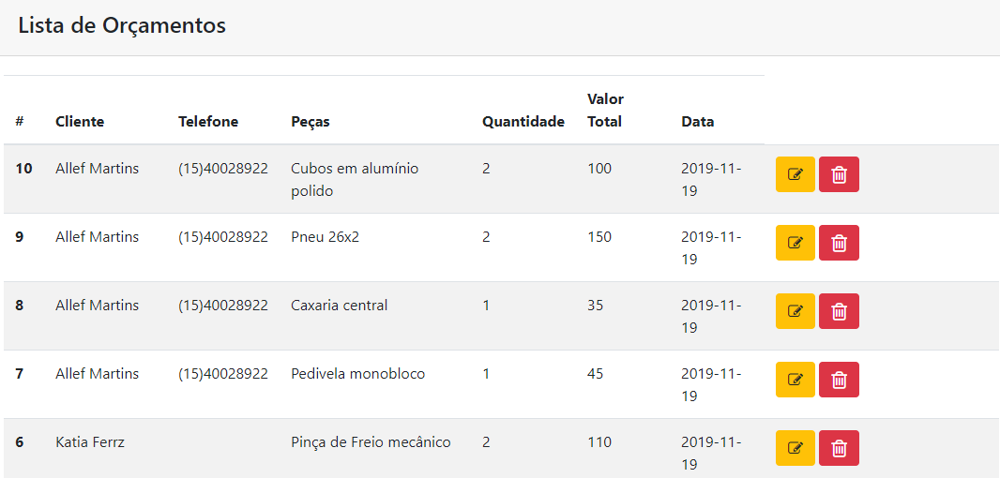 Lista de Orçamentos
# Cliente Telefone Peças Quantidade Valor Total Data
10 Allef Martins (15)40028922 Cubos em alumínio polido 2 100 2019-11-19
9 Allef Martins (15)40028922 Pneu 26x2 2 150 2019-11-19
8 Allef Martins (15)40028922 Caxaria central 1 35 2019-11-19
7 Allef Martins (15)40028922 Pedivela monobloco 1 45 2019-11-19
6 Katia Ferrz Pinça de Freio mecânico 2 110 2019-11-19